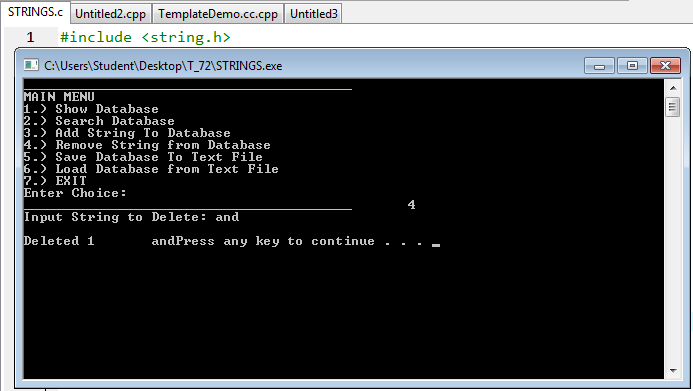 STRINGS.c Untitled2.cpp TemplateDemo.cc.cpp Untitled3
1 #include <string.h>
C:\Users\Student\Desktop\T_72\STRINGS.exe
MAIN MENU
1.) Show Database
2.) Search Database
3.) Add String To Database
4.) Remove String from Database
5.) Save Database To Text File
6.) Load Database from Text File
7.) EXIT
Enter Choice:
4
Input String to Delete: and
Deleted 1 andPress any key to continue . . . _